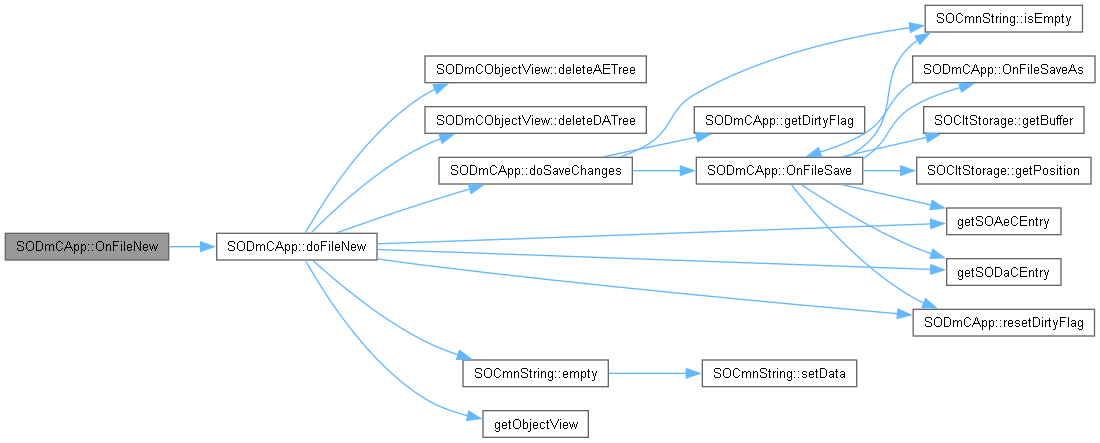 SOCmnString::isEmpty
SODmCObjectView::deleteAETree
SODmCApp::OnFileSaveAs
SODmCObjectView::deleteDATree
SODmCApp::getDirtyFlag
SOCltStorage::getBuffer
SODmCApp::doSaveChanges
SODmCApp::OnFileSave
SOCltStorage::getPosition
getSOAeCEntry
SODmCApp::OnFileNew
SODmCApp::doFileNew
getSODaCEntry
SODmCApp::resetDirtyFlag
SOCmnString::empty
SOCmnString::setData
getObjectView